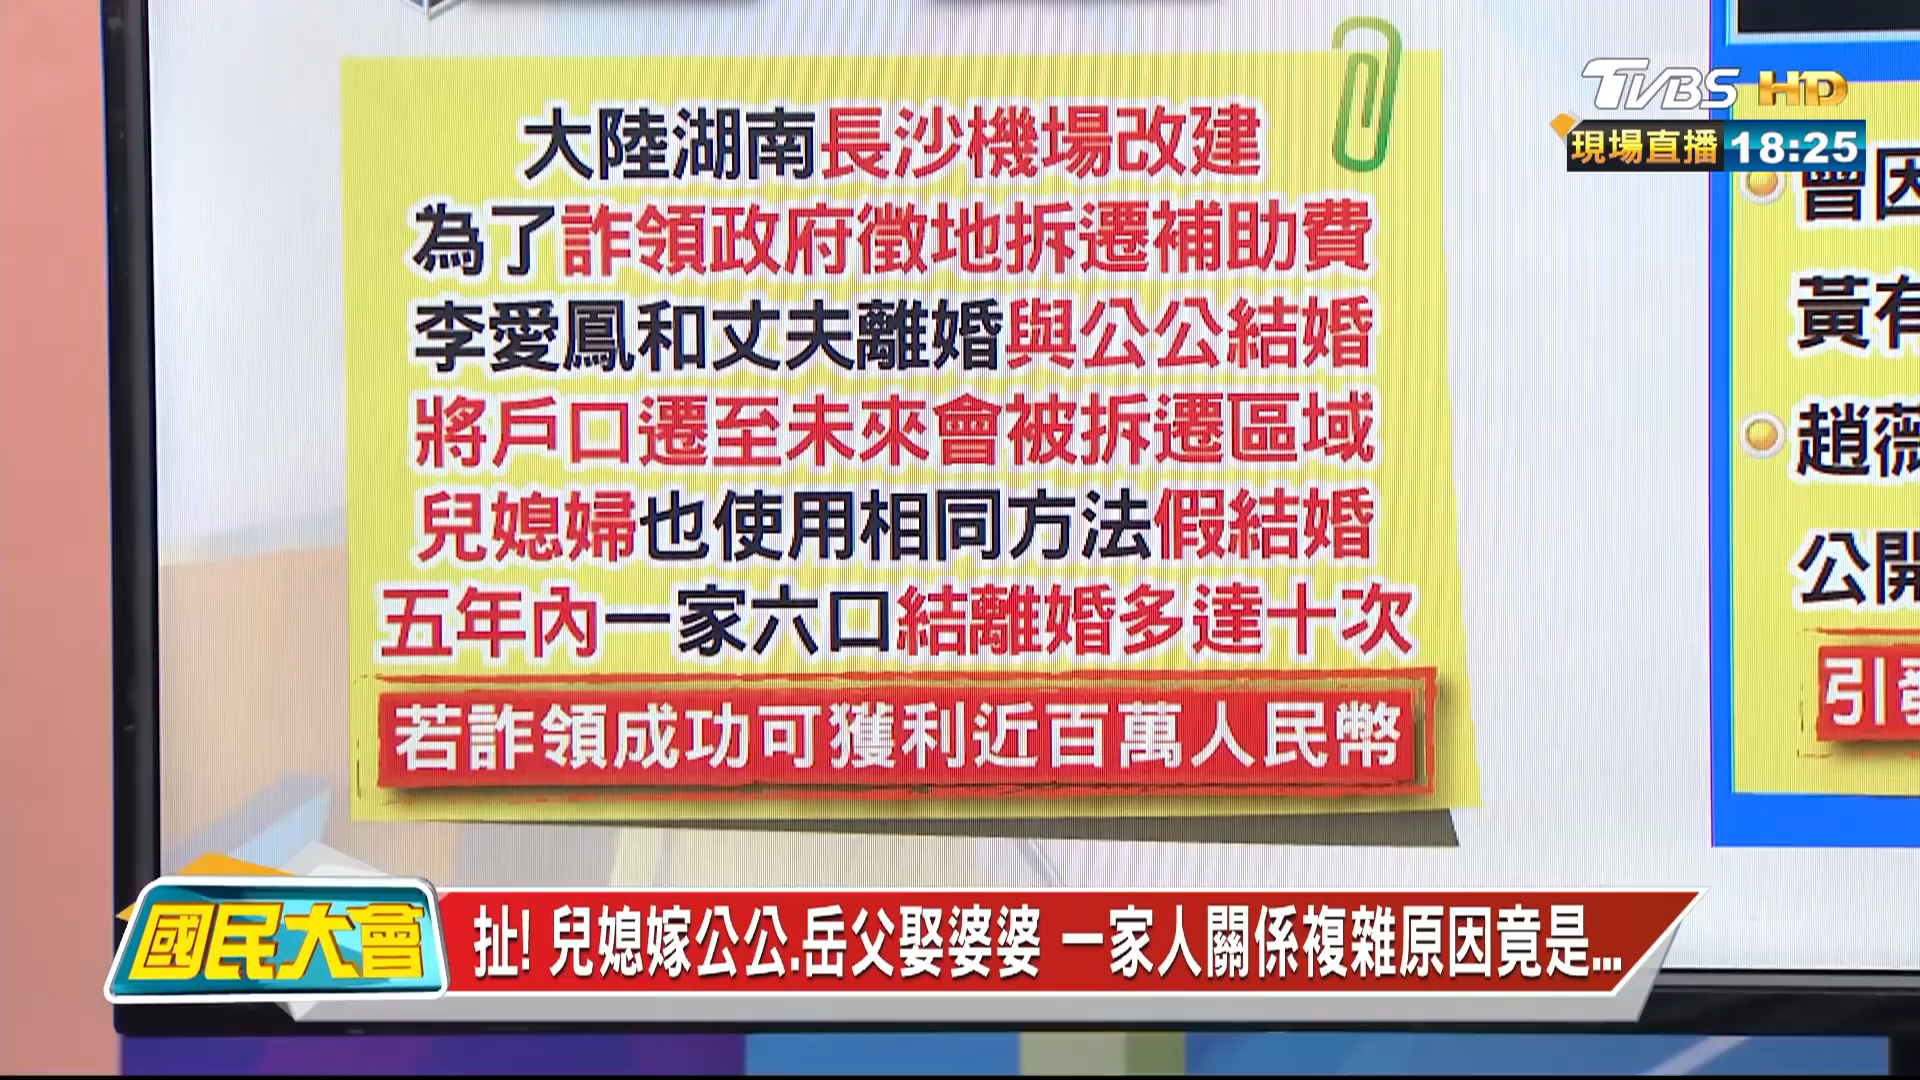 TVBS HD
現場直播 18:25
大陸湖南長沙機場改建
為了詐領政府徵地拆遷補助費
李愛鳳和丈夫離婚與公公結婚
將戶口遷至未來會被拆遷區域
兒媳婦也使用相同方法假結婚
五年內一家六口結離婚多達十次
若詐領成功可獲利近百萬人民幣
曾因
黃有
趙薇
公開
引發
國民大會
扯! 兒媳嫁公公.岳父娶婆婆 一家人關係複雜原因竟是...